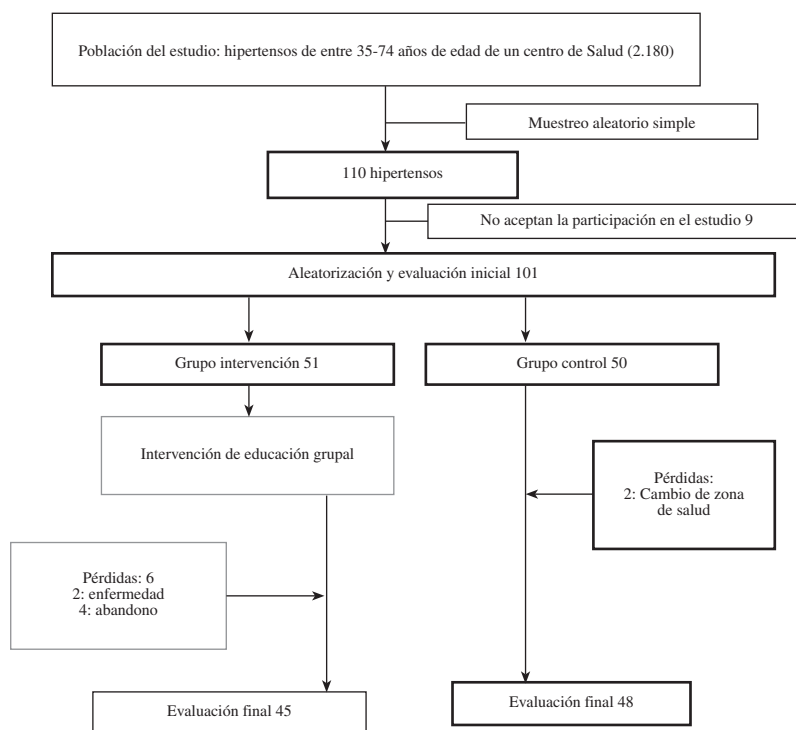 Población del estudio: hipertensos de entre 35-74 años de edad de un centro de Salud (2.180)
Muestreo aleatorio simple
110 hipertensos
No aceptan la participación en el estudio 9
Aleatorización y evaluación inicial 101
Grupo intervención 51
Grupo control 50
Intervención de educación grupal
Pérdidas:
2: Cambio de zona
de salud
Pérdidas: 6
2: enfermedad
4: abandono
Evaluación final 45
Evaluación final 48